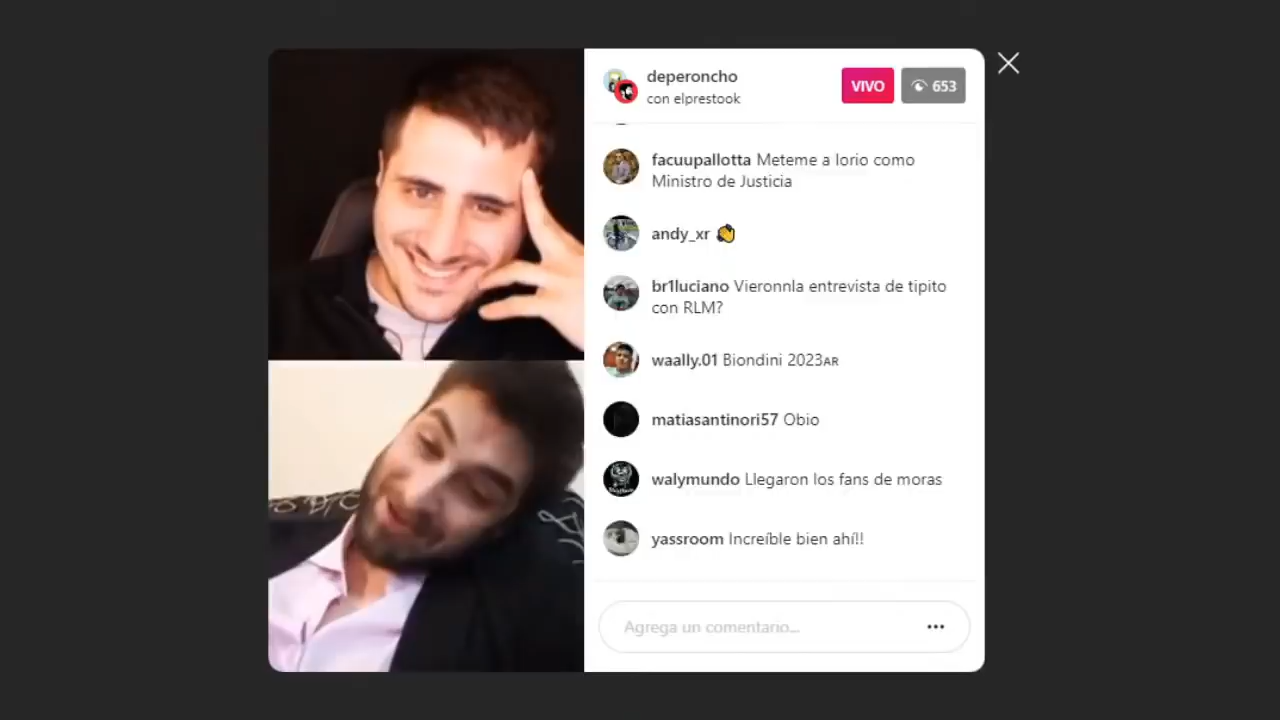 deperoncho
con elprestook
VIVO
653
facuupallotta Meteme a Iorio como
Ministro de Justicia
andy_xr 👏
br1luciano Vieronnla entrevista de tipito
con RLM?
waally.01 Biondini 2023AR
matiasantinori57 Obio
walymundo Llegaron los fans de moras
yassroom Increíble bien ahí!!
Agrega un comentario...